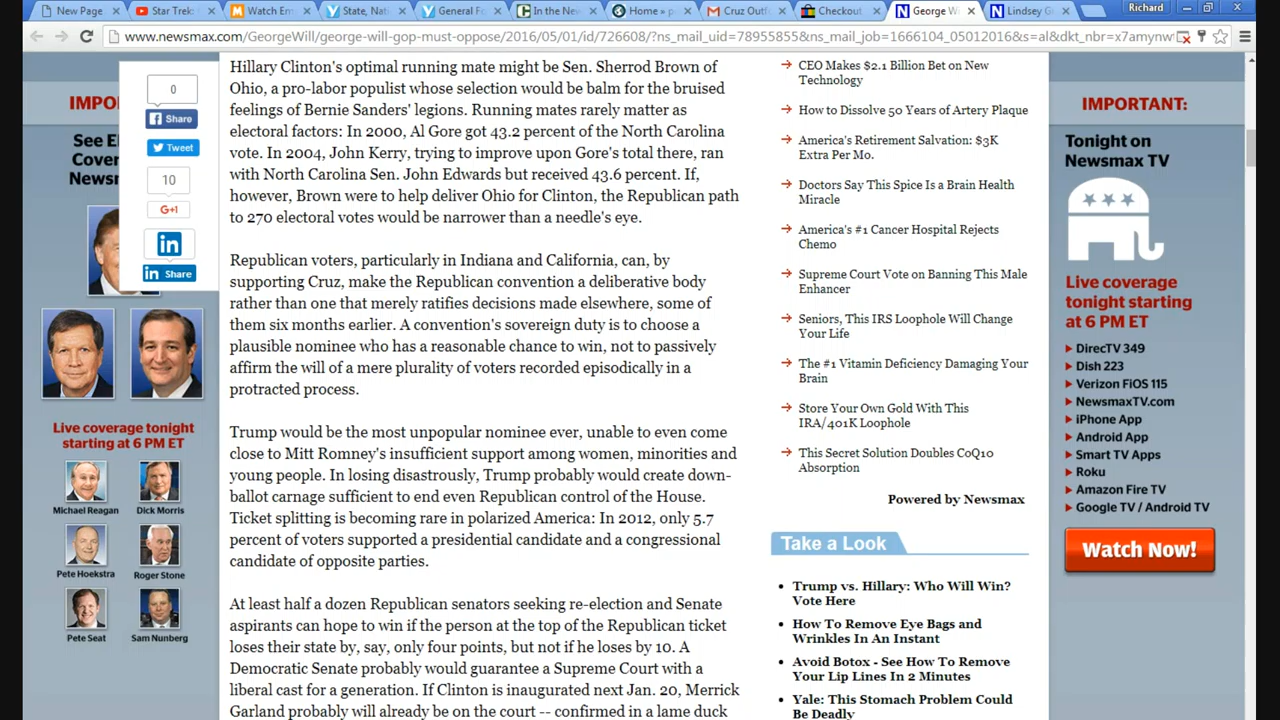 New Page
Star Trek:
Watch Em
State, Nat
General Fo
In the New
Home » p
Cruz Outf
Checkout
George W
Lindsey G
Richard
www.newsmax.com/GeorgeWill/george-will-gop-must-oppose/2016/05/01/id/726608/?ns_mail_uid=789955855&ns_mail_job=1666104_05012016&s=al&dkt_nbr=x7amynw
IMPO
See El
Cove
Newsm
0
Share
Tweet
10
G+1
in
in Share
Live coverage tonight
starting at 6 PM ET
Michael Reagan
Dick Morris
Pete Hoekstra
Roger Stone
Pete Seat
Sam Nunberg
Hillary Clinton's optimal running mate might be Sen. Sherrod Brown of
Ohio, a pro-labor populist whose selection would be balm for the bruised
feelings of Bernie Sanders' legions. Running mates rarely matter as
electoral factors: In 2000, Al Gore got 43.2 percent of the North Carolina
vote. In 2004, John Kerry, trying to improve upon Gore's total there, ran
with North Carolina Sen. John Edwards but received 43.6 percent. If,
however, Brown were to help deliver Ohio for Clinton, the Republican path
to 270 electoral votes would be narrower than a needle's eye.
Republican voters, particularly in Indiana and California, can, by
supporting Cruz, make the Republican convention a deliberative body
rather than one that merely ratifies decisions made elsewhere, some of
them six months earlier. A convention's sovereign duty is to choose a
plausible nominee who has a reasonable chance to win, not to passively
affirm the will of a mere plurality of voters recorded episodically in a
protracted process.
Trump would be the most unpopular nominee ever, unable to even come
close to Mitt Romney's insufficient support among women, minorities and
young people. In losing disastrously, Trump probably would create down-
ballot carnage sufficient to end even Republican control of the House.
Ticket splitting is becoming rare in polarized America: In 2012, only 5.7
percent of voters supported a presidential candidate and a congressional
candidate of opposite parties.
At least half a dozen Republican senators seeking re-election and Senate
aspirants can hope to win if the person at the top of the Republican ticket
loses their state by, say, only four points, but not if he loses by 10. A
Democratic Senate probably would guarantee a Supreme Court with a
liberal cast for a generation. If Clinton is inaugurated next Jan. 20, Merrick
Garland probably will already be on the court -- confirmed in a lame duck
CEO Makes $2.1 Billion Bet on New
Technology
How to Dissolve 50 Years of Artery Plaque
America's Retirement Salvation: $3K
Extra Per Mo.
Doctors Say This Spice Is a Brain Health
Miracle
America's #1 Cancer Hospital Rejects
Chemo
Supreme Court Vote on Banning This Male
Enhancer
Seniors, This IRS Loophole Will Change
Your Life
The #1 Vitamin Deficiency Damaging Your
Brain
Store Your Own Gold With This
IRA/401K Loophole
This Secret Solution Doubles CoQ10
Absorption
Powered by Newsmax
Take a Look
Trump vs. Hillary: Who Will Win?
Vote Here
How To Remove Eye Bags and
Wrinkles In An Instant
Avoid Botox - See How To Remove
Your Lip Lines In 2 Minutes
Yale: This Stomach Problem Could
Be Deadly
IMPORTANT:
Tonight on
Newsmax TV
Live coverage
tonight starting
at 6 PM ET
DirecTV 349
Dish 223
Verizon FiOS 115
NewsmaxTV.com
iPhone App
Android App
Smart TV Apps
Roku
Amazon Fire TV
Google TV / Android TV
Watch Now!